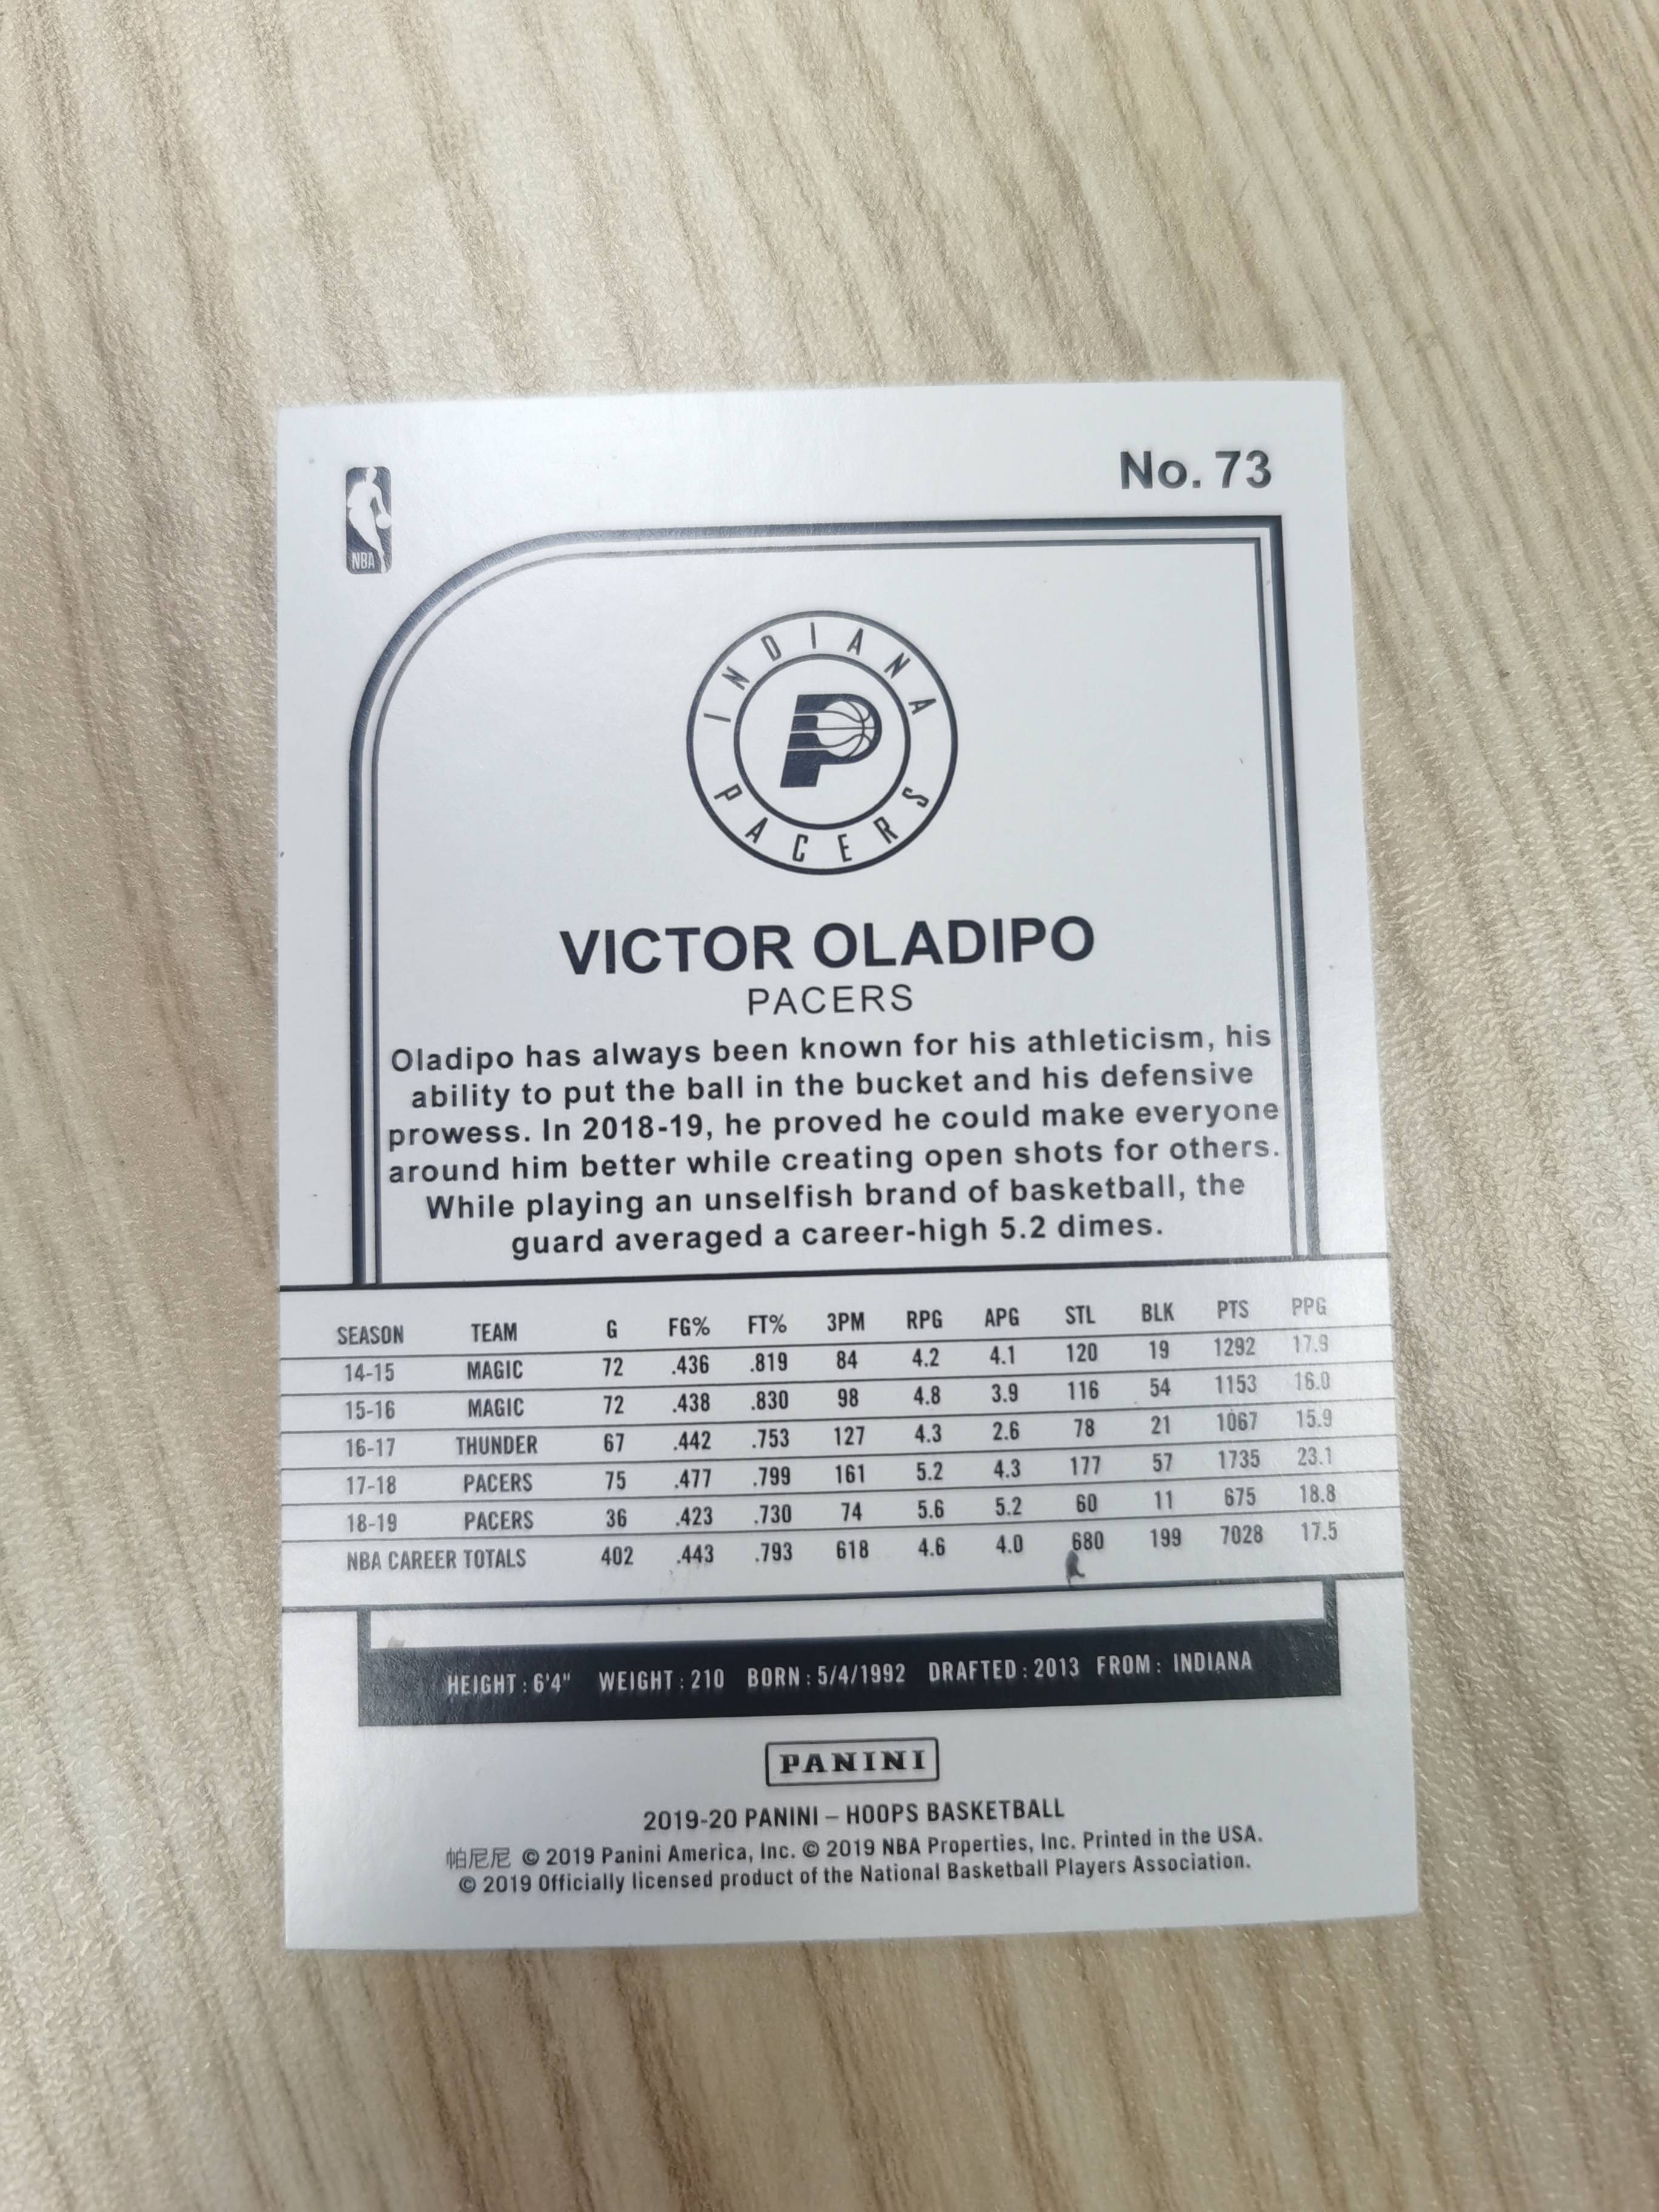 No. 73
NBA
INDIANA
PACERS
VICTOR OLADIPO
PACERS
Oladipo has always been known for his athleticism, his
ability to put the ball in the bucket and his defensive
prowess. In 2018-19, he proved he could make everyone
around him better while creating open shots for others.
While playing an unselfish brand of basketball, the
guard averaged a career-high 5.2 dimes.
SEASON TEAM G FG% FT% 3PM RPG APG STL BLK PTS PPG
14-15 MAGIC 72 .436 .819 84 4.2 4.1 120 19 1292 17.9
15-16 MAGIC 72 .438 .830 98 4.8 3.9 116 54 1153 16.0
16-17 THUNDER 67 .442 .753 127 4.3 2.6 78 21 1067 15.9
17-18 PACERS 75 .477 .799 161 5.2 4.3 177 57 1735 23.1
18-19 PACERS 36 .423 .730 74 5.6 5.2 60 11 675 18.8
NBA CAREER TOTALS 402 .443 .793 618 4.6 4.0 680 199 7028 17.5
HEIGHT : 6'4" WEIGHT : 210 BORN : 5/4/1992 DRAFTED : 2013 FROM : INDIANA
PANINI
2019-20 PANINI – HOOPS BASKETBALL
帕尼尼 © 2019 Panini America, Inc. © 2019 NBA Properties, Inc. Printed in the USA.
© 2019 Officially licensed product of the National Basketball Players Association.